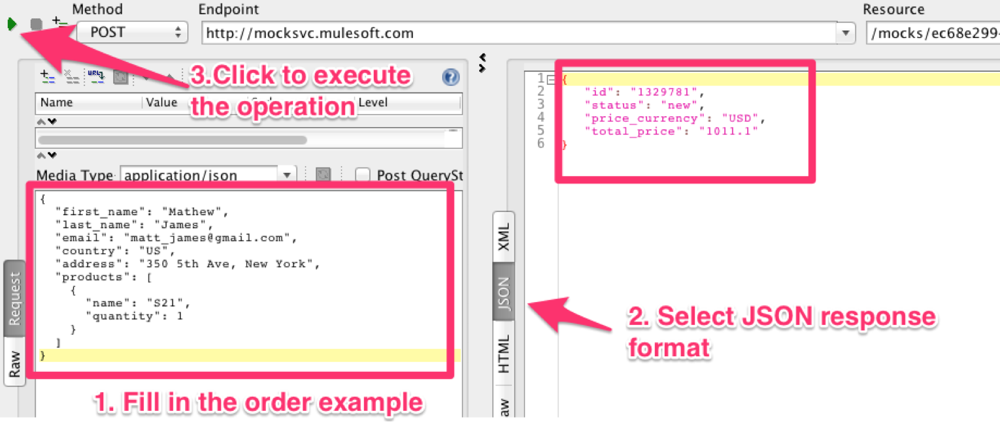 Method Endpoint Resource
POST http://mocksvc.mulesoft.com /mocks/ec68e299-
3.Click to execute
the operation
Name Value Level
Media Type application/json Post QuerySt
{
"first_name": "Mathew",
"last_name": "James",
"email": "matt_james@gmail.com",
"country": "US",
"address": "350 5th Ave, New York",
"products": [
{
"name": "S21",
"quantity": 1
}
]
}
Request
Raw
1. Fill in the order example
1 {
2 "id": "1329781",
3 "status": "new",
4 "price_currency": "USD",
5 "total_price": "1011.1"
6 }
XML
JSON
HTML
2. Select JSON response
format